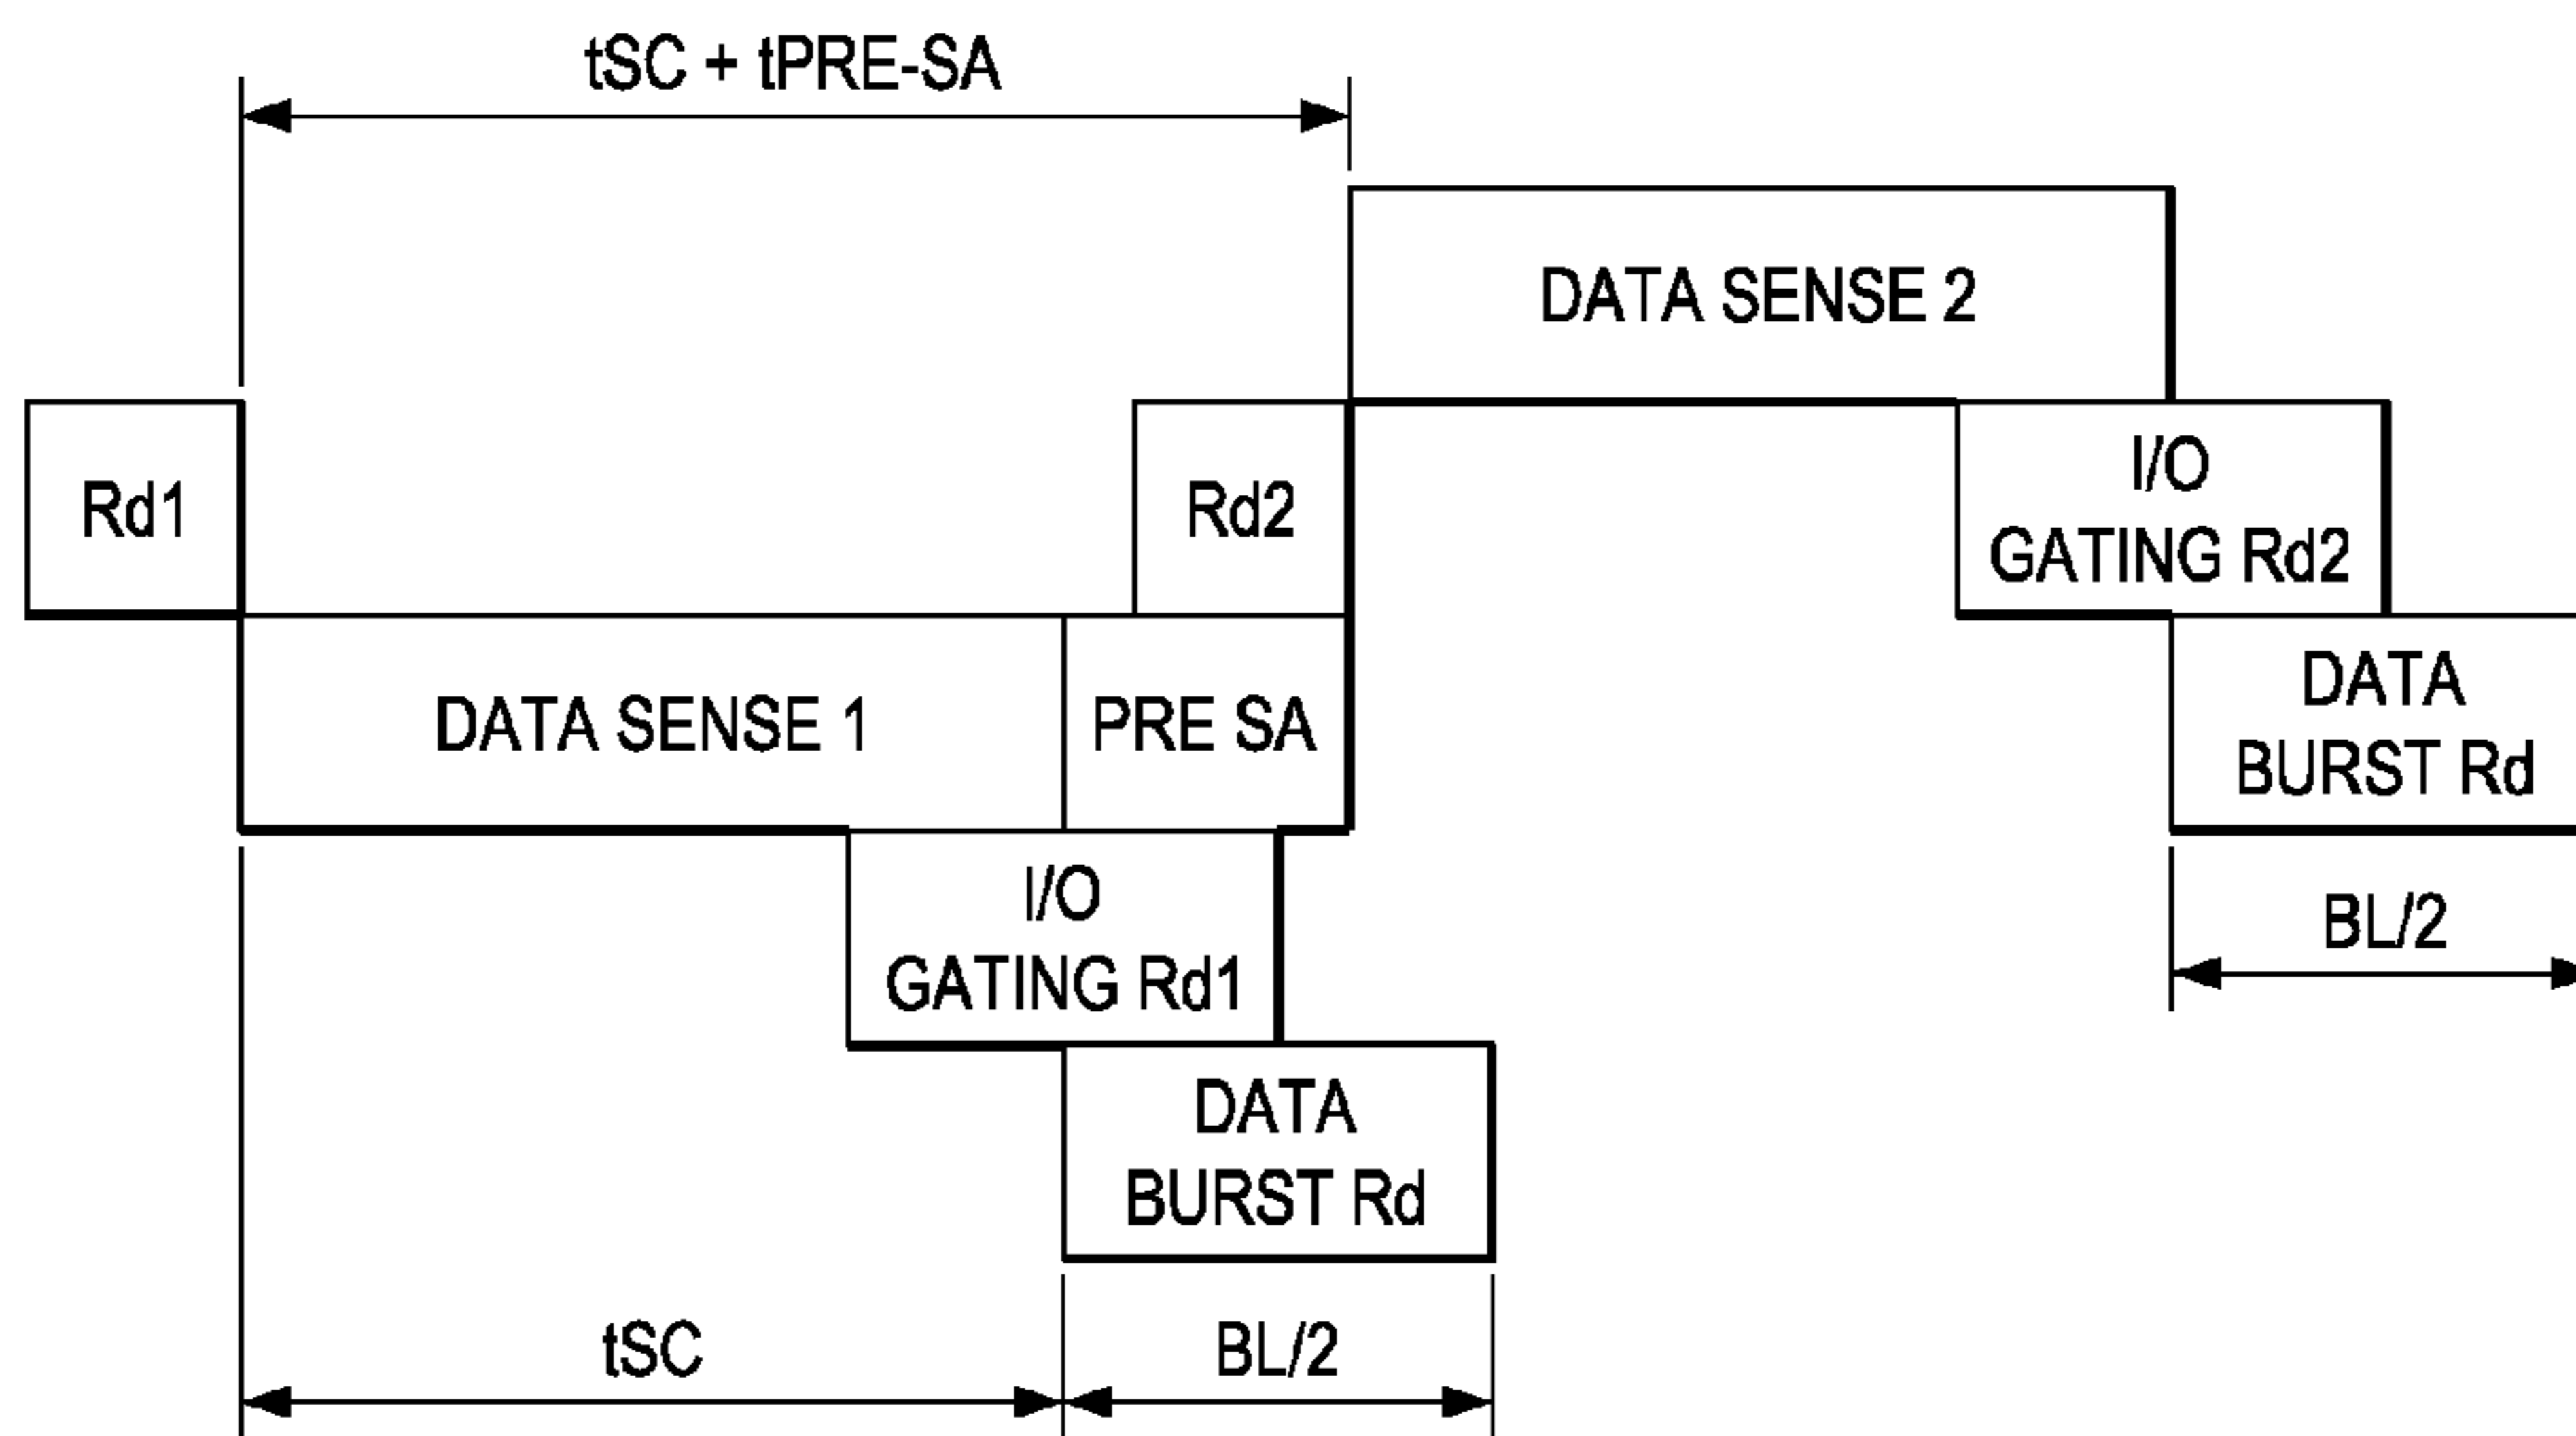 tSC + tPRE-SA
DATA SENSE 2
Rd1
Rd2
I/O
GATING Rd2
DATA SENSE 1
PRE SA
DATA
BURST Rd
I/O
GATING Rd1
BL/2
DATA
BURST Rd
tSC
BL/2